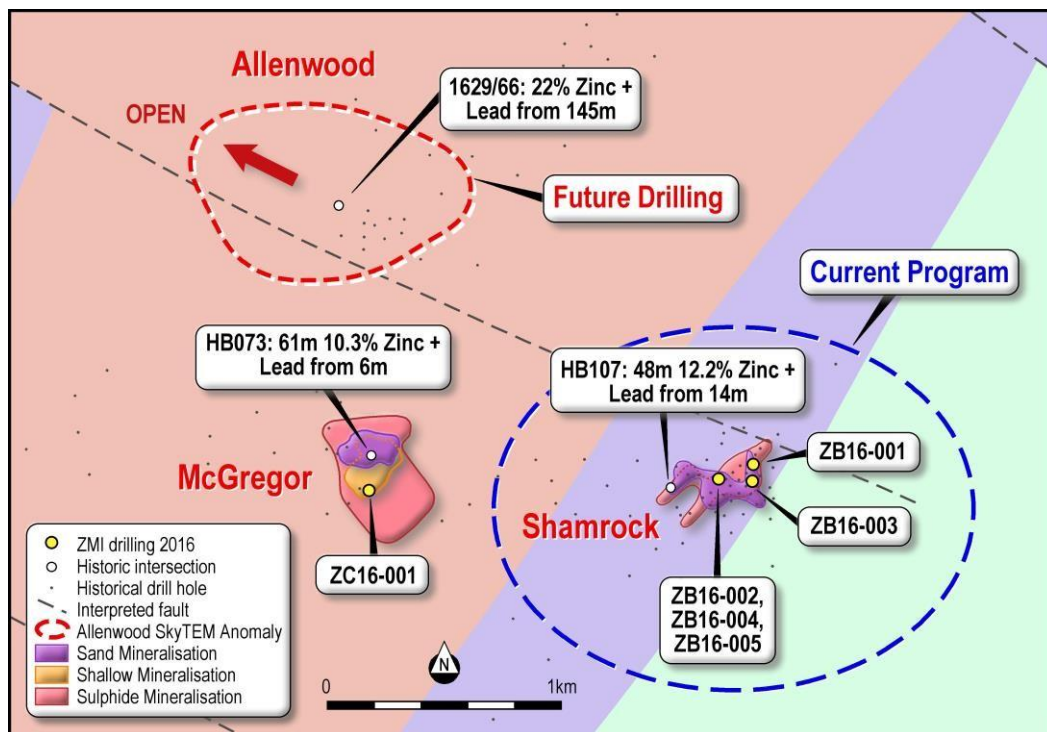 Allenwood
OPEN
1629/66: 22% Zinc +
Lead from 145m
Future Drilling
Current Program
HB073: 61m 10.3% Zinc +
Lead from 6m
HB107: 48m 12.2% Zinc +
Lead from 14m
McGregor
ZC16-001
Shamrock
ZB16-001
ZB16-003
ZB16-002,
ZB16-004,
ZB16-005
ZMI drilling 2016
Historic intersection
Historical drill hole
Interpreted fault
Allenwood SkyTEM Anomaly
Sand Mineralisation
Shallow Mineralisation
Sulphide Mineralisation
N
0 1km